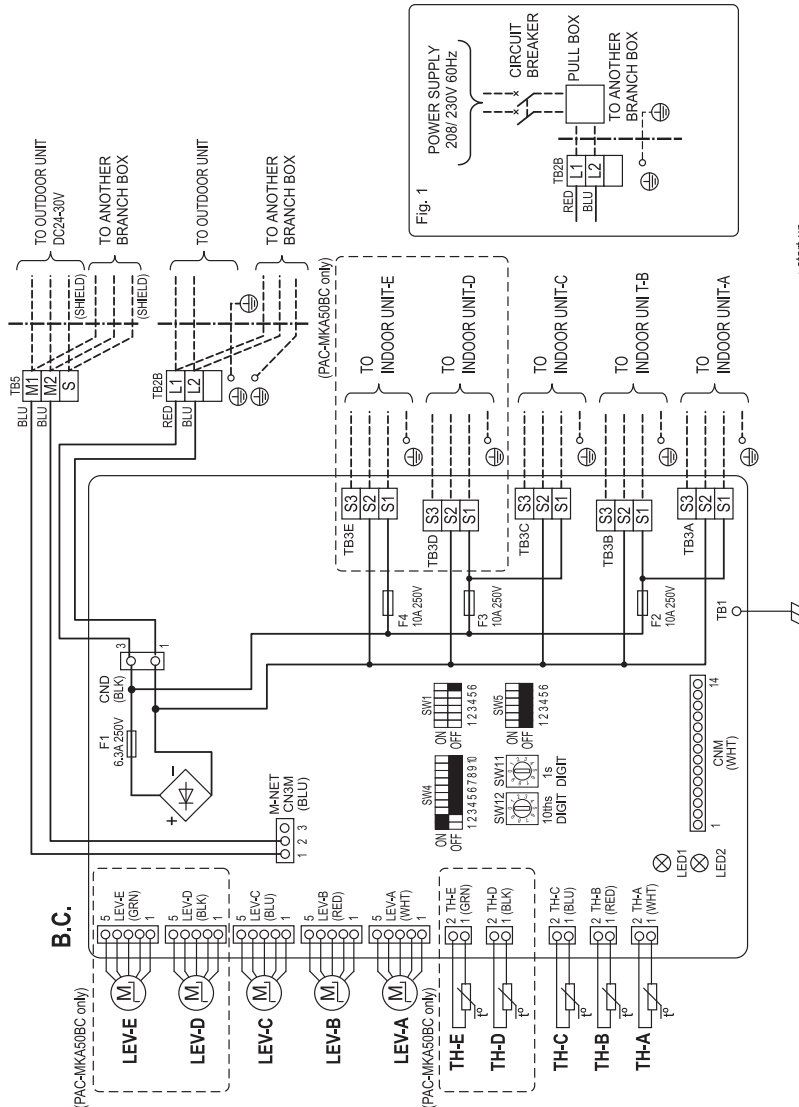 B.C.
(PAC-MKA50BC only)
LEV-E
5
LEV-E
(GRN)
1
LEV-D
5
LEV-D
(BLK)
1
LEV-C
5
LEV-C
(BLU)
1
LEV-B
5
LEV-B
(RED)
1
LEV-A
5
LEV-A
(WHT)
1
M
M
M
M
M
(PAC-MKA50BC only)
TH-E
t°
2 TH-E
1 (GRN)
TH-D
t°
2 TH-D
1 (BLK)
TH-C
t°
2 TH-C
1 (BLU)
TH-B
t°
2 TH-B
1 (RED)
TH-A
t°
2 TH-A
1 (WHT)
CND
(BLK)
3
1
F1
6.3A 250V
+
-
M-NET
CN3M
(BLU)
1 2 3
SW4
ON
OFF
1 2 3 4 5 6 7 8 9 10
SW1
ON
OFF
1 2 3 4 5 6
SW5
ON
OFF
1 2 3 4 5 6
SW12
SW11
10ths
DIGIT
1s
DIGIT
LED1
LED2
1
14
CNM
(WHT)
F4
10A 250V
F3
10A 250V
F2
10A 250V
TB1
TB5
BLU
BLU
M1
M2
S
TO OUTDOOR UNIT
DC24-30V
(SHIELD)
TO ANOTHER
BRANCH BOX
(SHIELD)
TB2B
RED
BLU
L1
L2
TO OUTDOOR UNIT
TO ANOTHER
BRANCH BOX
(PAC-MKA50BC only)
TB3E
S3
S2
S1
TO
INDOOR UNIT-E
TB3D
S3
S2
S1
TO
INDOOR UNIT-D
TB3C
S3
S2
S1
TO
INDOOR UNIT-C
TB3B
S3
S2
S1
TO
INDOOR UNIT-B
TB3A
S3
S2
S1
TO
INDOOR UNIT-A
Fig. 1
POWER SUPPLY
208/ 230V 60Hz
CIRCUIT
BREAKER
PULL BOX
TO ANOTHER
BRANCH BOX
TB2B
RED
BLU
L1
L2